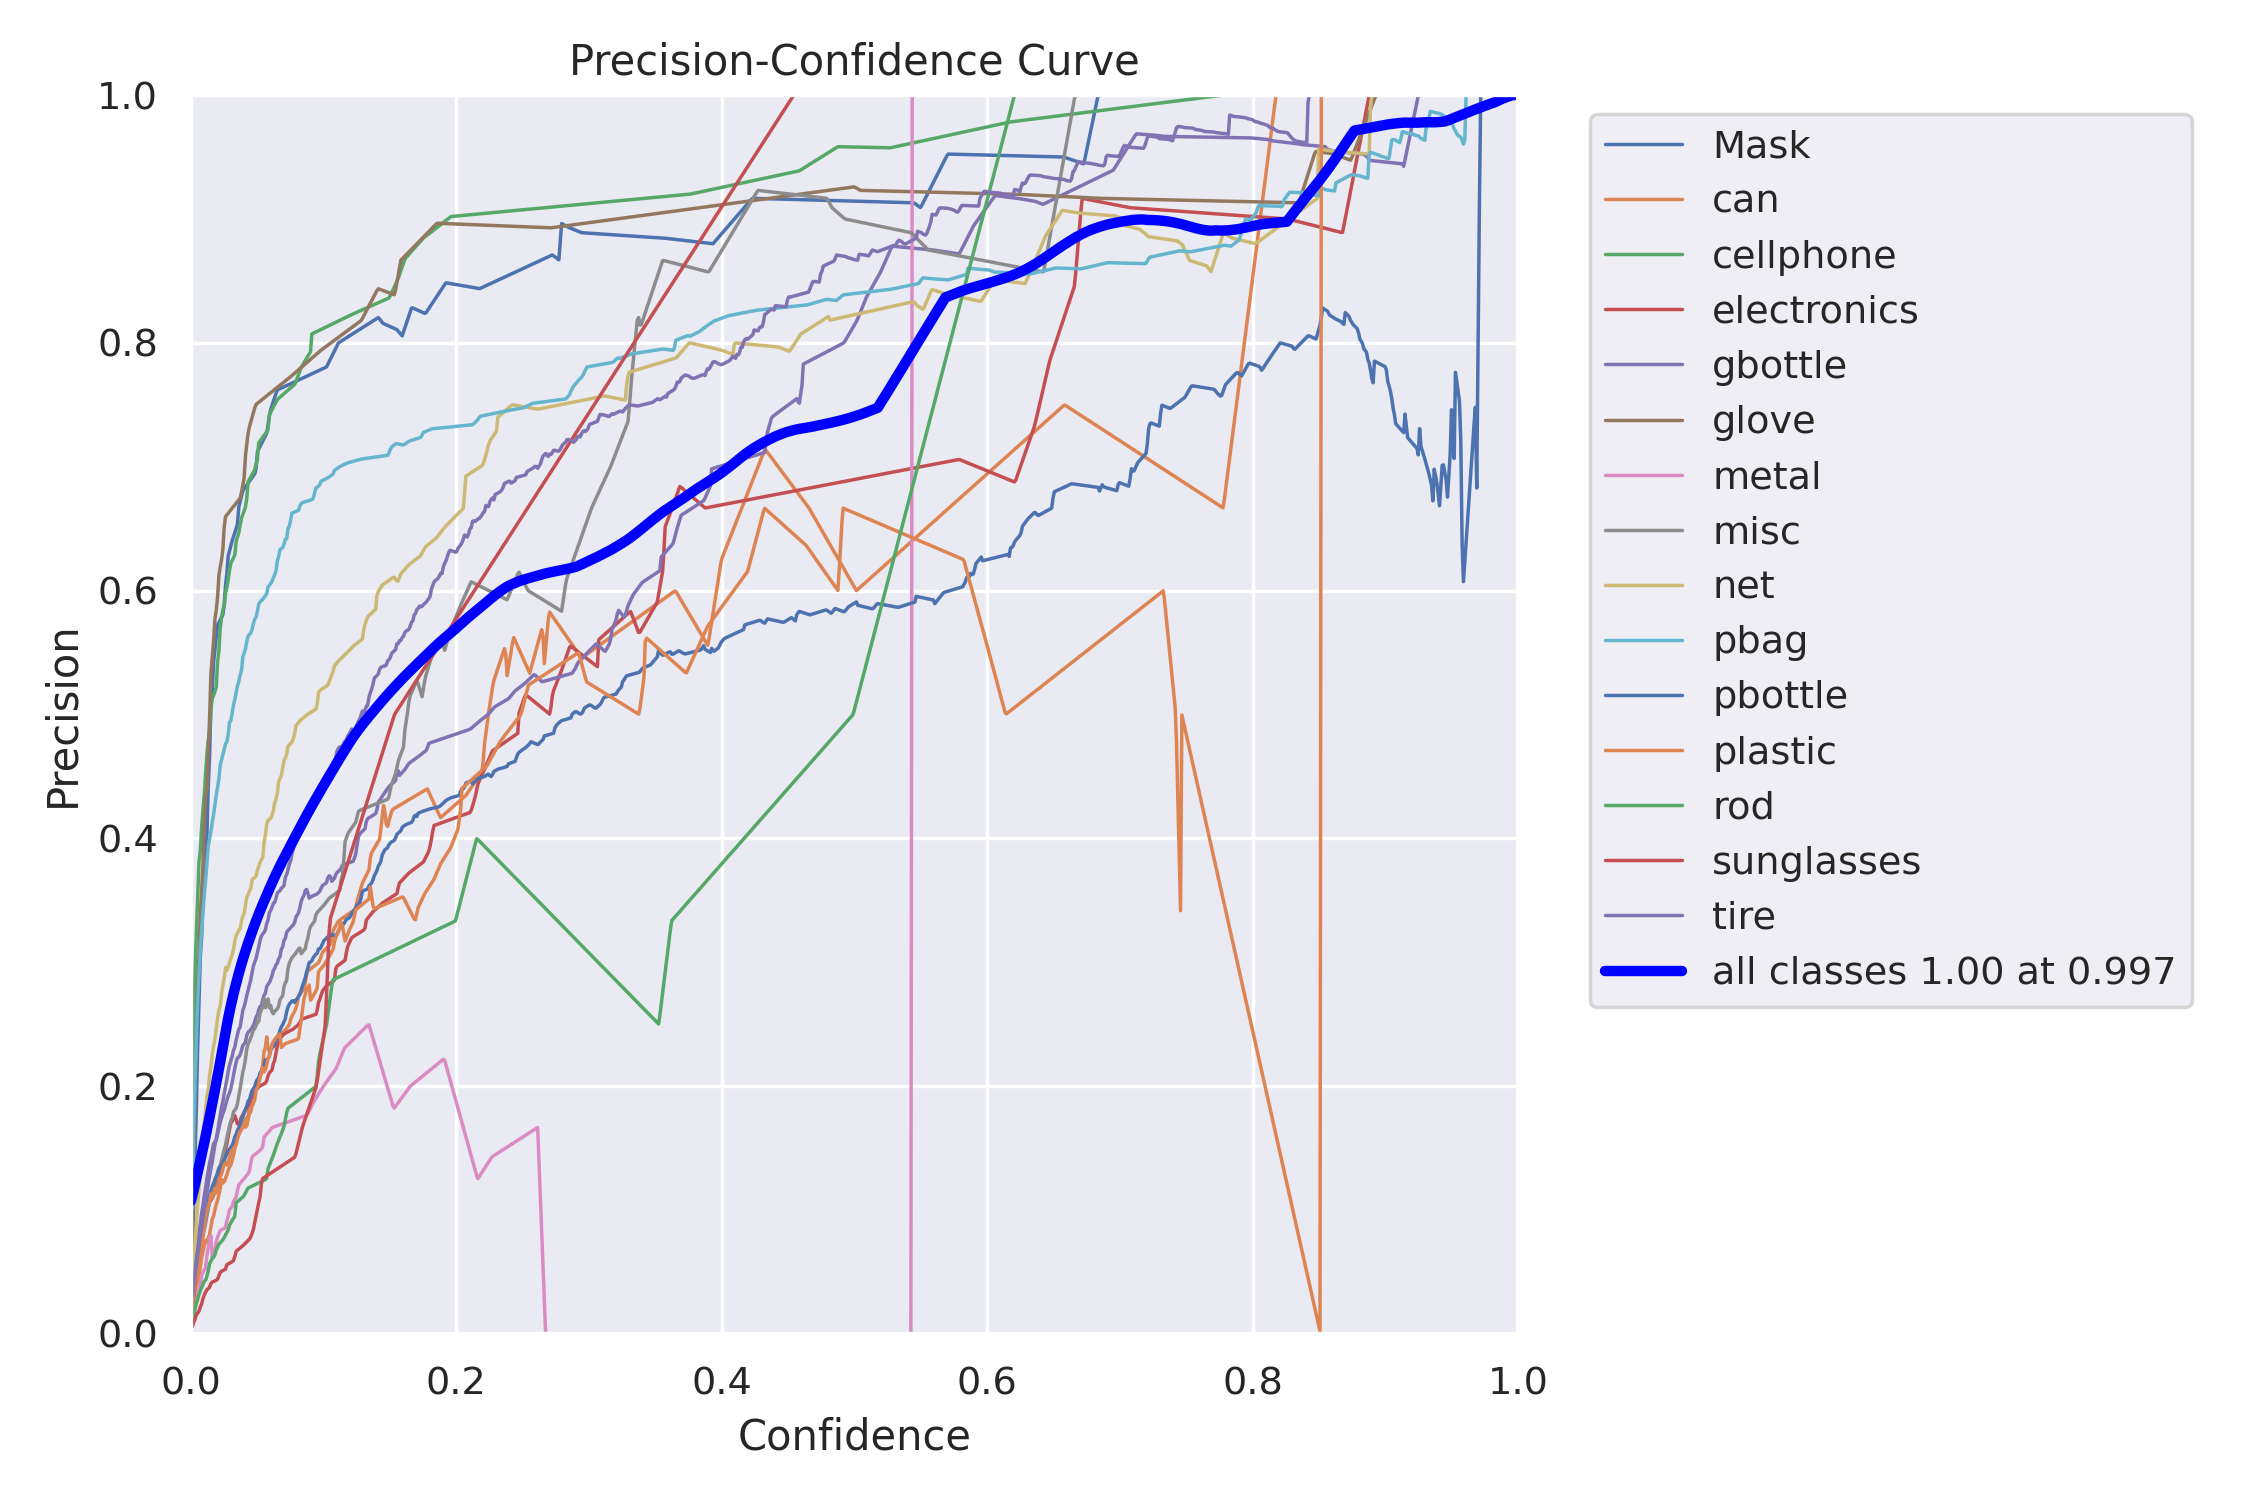 Precision-Confidence Curve
1.0
0.8
0.6
0.4
0.2
0.0
Precision
0.0 0.2 0.4 0.6 0.8 1.0
Confidence
Mask
can
cellphone
electronics
gbottle
glove
metal
misc
net
pbag
pbottle
plastic
rod
sunglasses
tire
all classes 1.00 at 0.997